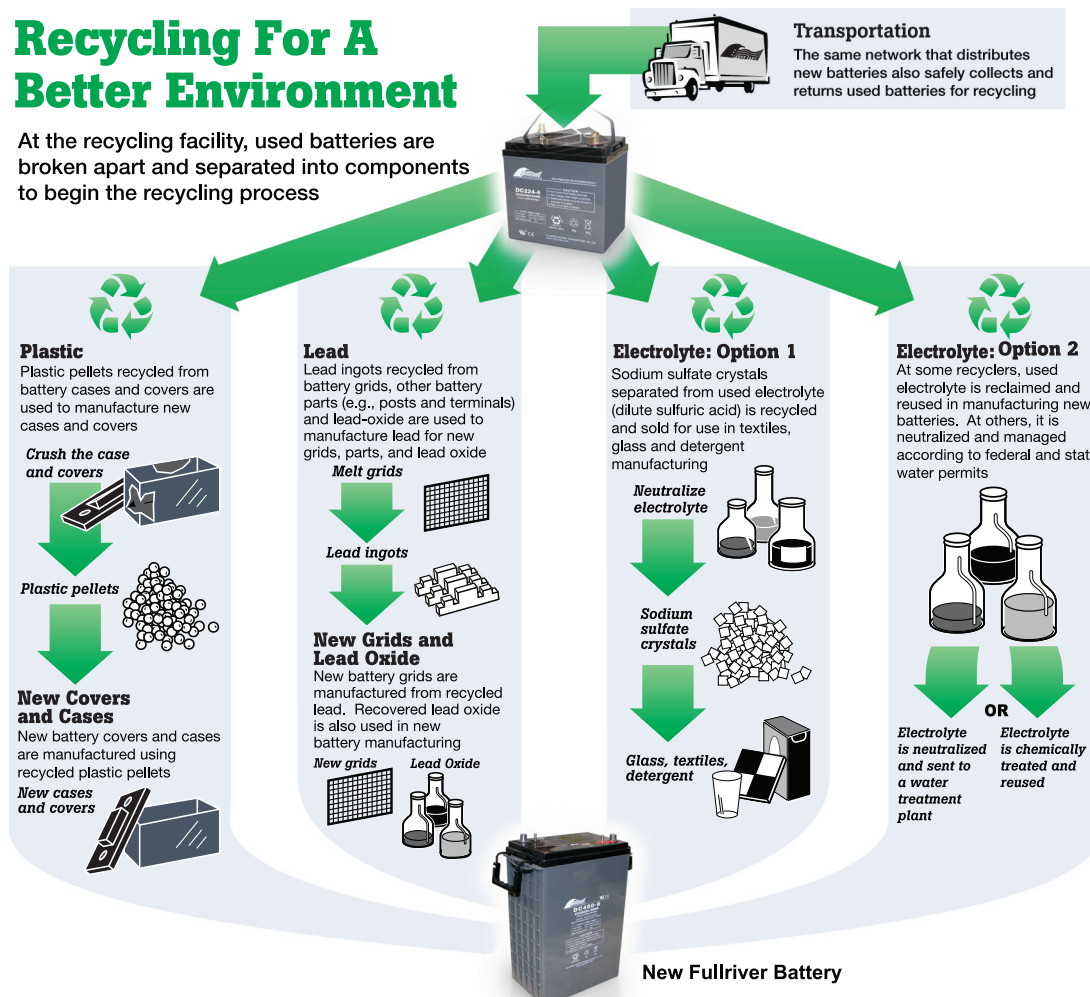 Recycling For A
Better Environment
At the recycling facility, used batteries are
broken apart and separated into components
to begin the recycling process
Transportation
The same network that distributes
new batteries also safely collects and
returns used batteries for recycling
DC224-6
CAUTION
Plastic
Plastic pellets recycled from
battery cases and covers are
used to manufacture new
cases and covers
Crush the case
and covers
Plastic pellets
New Covers
and Cases
New battery covers and cases
are manufactured using
recycled plastic pellets
New cases
and covers
Lead
Lead ingots recycled from
battery grids, other battery
parts (e.g., posts and terminals)
and lead-oxide are used to
manufacture lead for new
grids, parts, and lead oxide
Melt grids
Lead ingots
New Grids and
Lead Oxide
New battery grids are
manufactured from recycled
lead. Recovered lead oxide
is also used in new
battery manufacturing
New grids
Lead Oxide
Electrolyte: Option 1
Sodium sulfate crystals
separated from used electrolyte
(dilute sulfuric acid) is recycled
and sold for use in textiles,
glass and detergent
manufacturing
Neutralize
electrolyte
Sodium
sulfate
crystals
Glass, textiles,
detergent
Electrolyte: Option 2
At some recyclers, used
electrolyte is reclaimed and
reused in manufacturing new
batteries. At others, it is
neutralized and managed
according to federal and stat
water permits
OR
Electrolyte
is neutralized
and sent to
a water
treatment
plant
Electrolyte
is chemically
treated and
reused
DC400-6
New Fullriver Battery